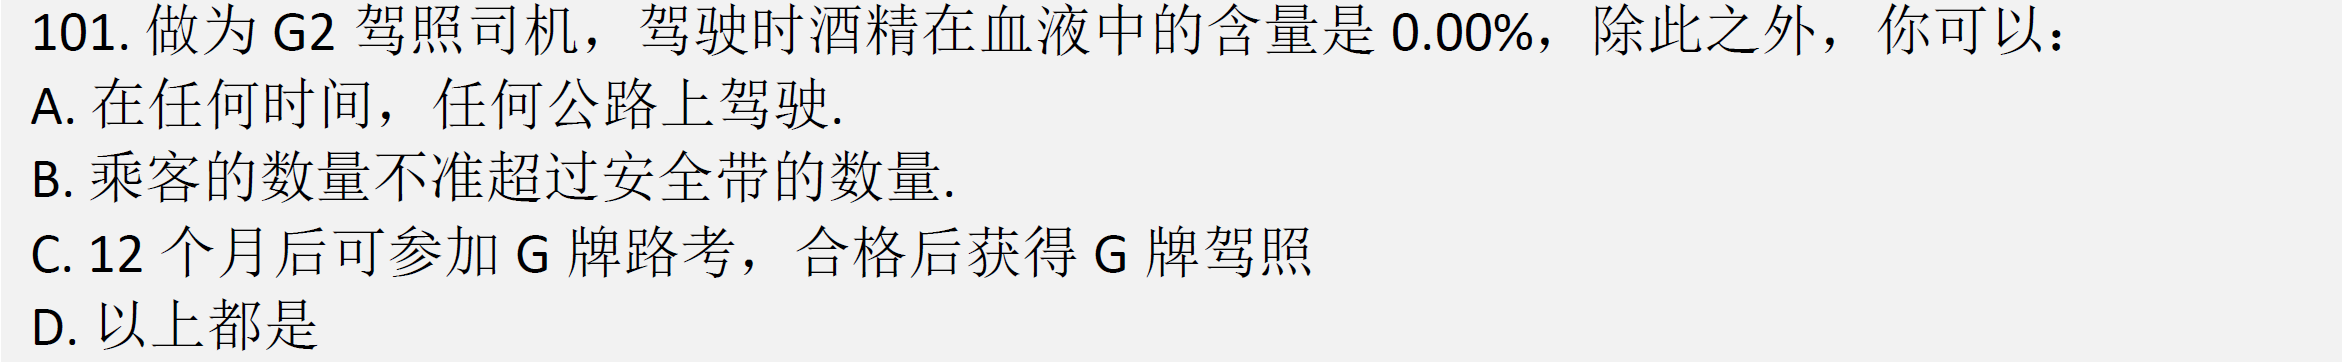 101. 做为 G2 驾照司机，驾驶时酒精在血液中的含量是 0.00%，除此之外，你可以：
A. 在任何时间，任何公路上驾驶.
B. 乘客的数量不准超过安全带的数量.
C. 12 个月后可参加 G 牌路考，合格后获得 G 牌驾照
D. 以上都是